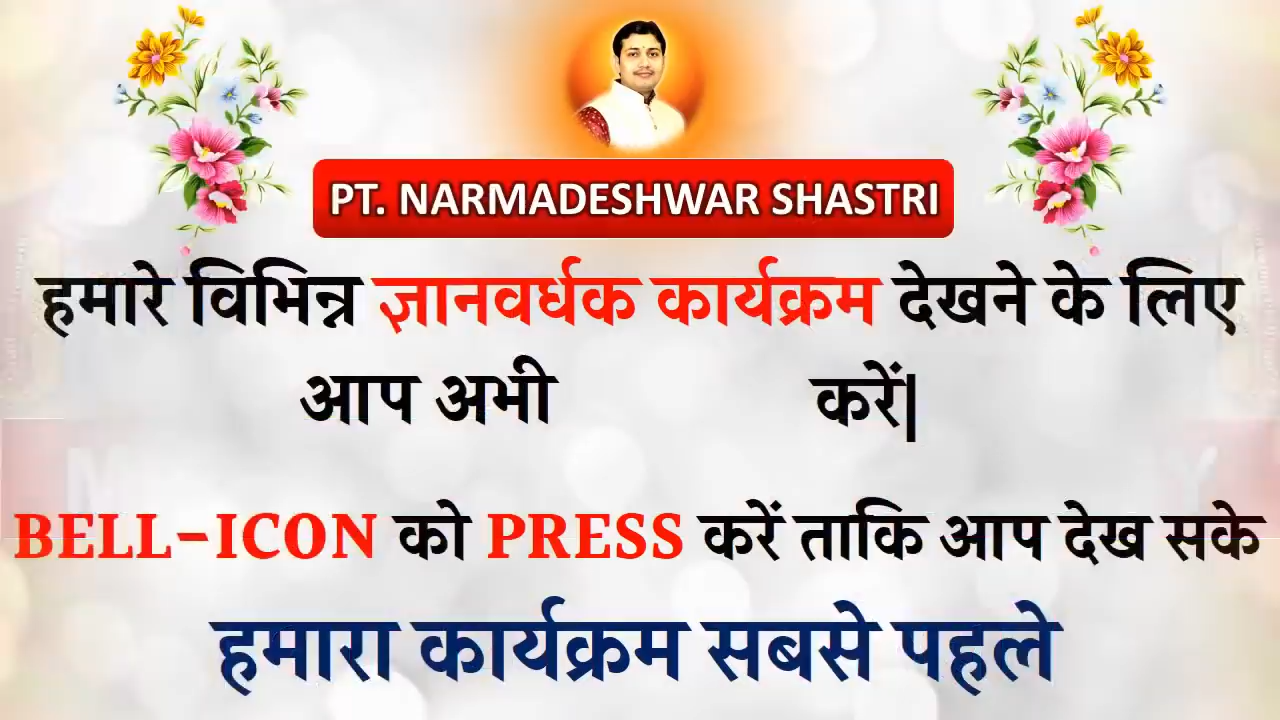 PT. NARMADESHWAR SHASTRI
हमारे विभिन्न ज्ञानवर्धक कार्यक्रम देखने के लिए
आप अभी करें|
BELL-ICON को PRESS करें ताकि आप देख सके
हमारा कार्यक्रम सबसे पहले